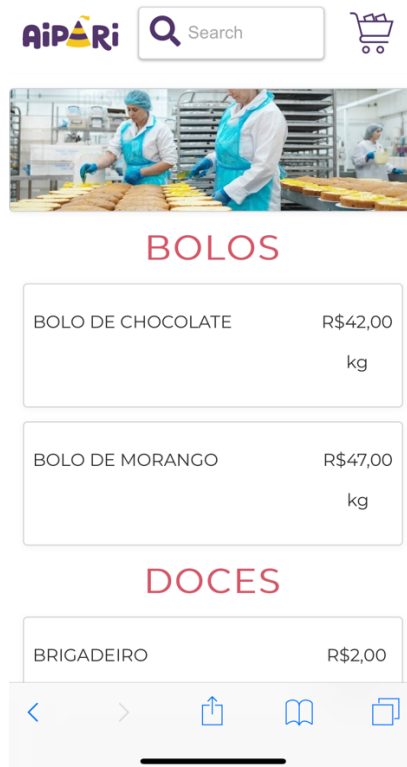 AiPARi
Search
BOLOS
BOLO DE CHOCOLATE R$42,00
kg
BOLO DE MORANGO R$47,00
kg
DOCES
BRIGADEIRO R$2,00